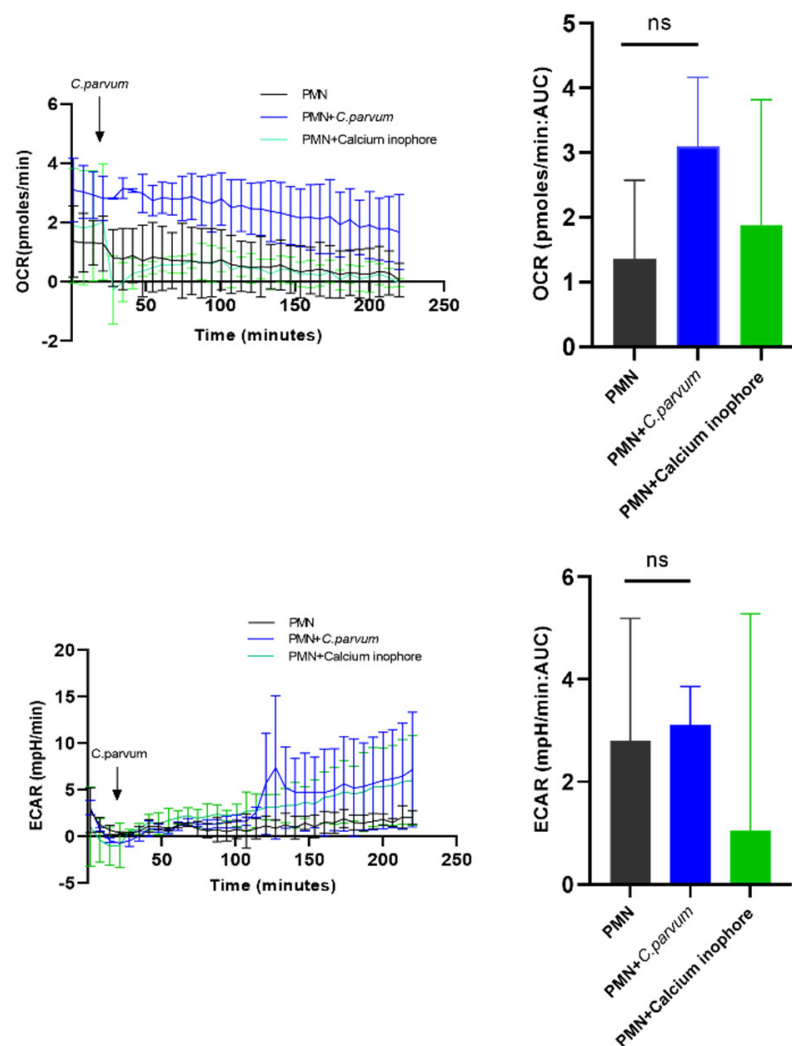 C.parvum
PMN
PMN+C.parvum
PMN+Calcium inophore
OCR(pmoles/min)
6
4
2
0
-2
50
100
150
200
250
Time (minutes)
ns
OCR (pmoles/min:AUC)
5
4
3
2
1
0
PMN
PMN+C.parvum
PMN+Calcium inophore
PMN
PMN+C.parvum
PMN+Calcium inophore
C.parvum
ECAR (mpH/min)
20
15
10
5
0
-5
50
100
150
200
250
Time (minutes)
ns
ECAR (mpH/min:AUC)
6
4
2
0
PMN
PMN+C.parvum
PMN+Calcium inophore